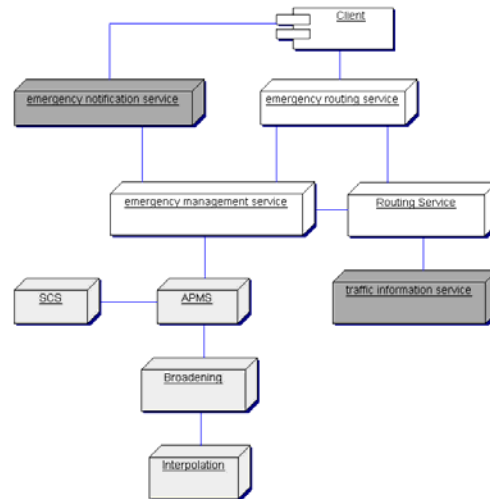 Client
emergency notification service
emergency routing service
emergency management service
Routing Service
SCS
APMS
traffic information service
Broadening
Interpolation